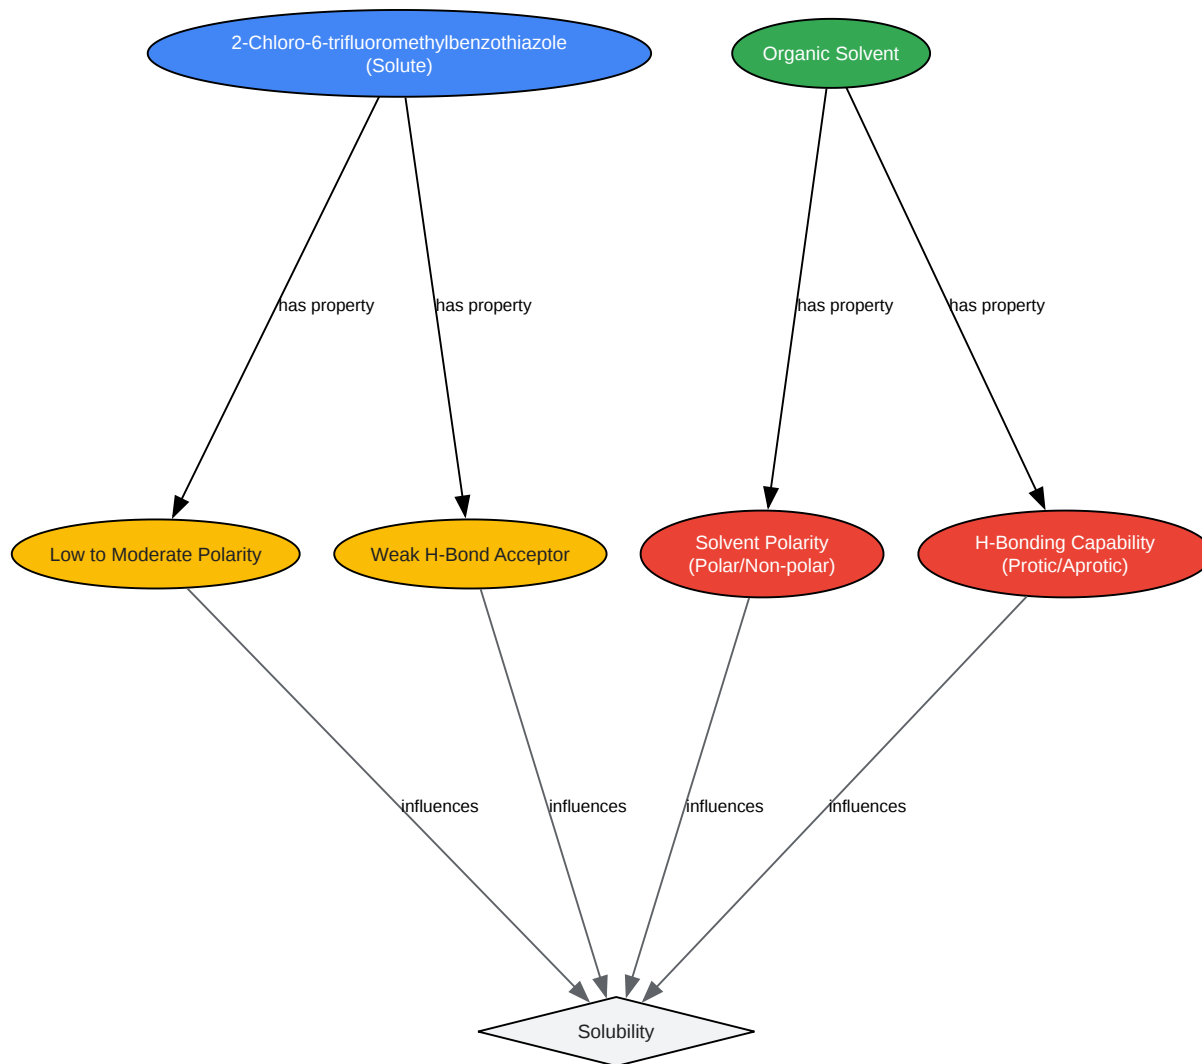 2-Chloro-6-trifluoromethylbenzothiazole
(Solute)
Organic Solvent
has property
has property
has property
has property
Low to Moderate Polarity
Weak H-Bond Acceptor
Solvent Polarity
(Polar/Non-polar)
H-Bonding Capability
(Protic/Aprotic)
influences
influences
influences
influences
Solubility